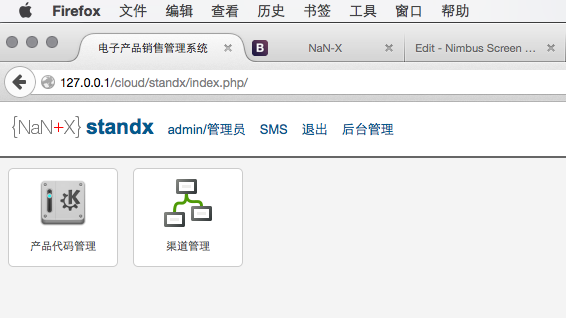 Firefox 文件 编辑 查看 历史 书签 工具 窗口 帮助
电子产品销售管理系统 B NaN-X Edit - Nimbus Screen ...
127.0.0.1/cloud/standx/index.php/
{NaN+X} standx admin/管理员 SMS 退出 后台管理
产品代码管理 渠道管理